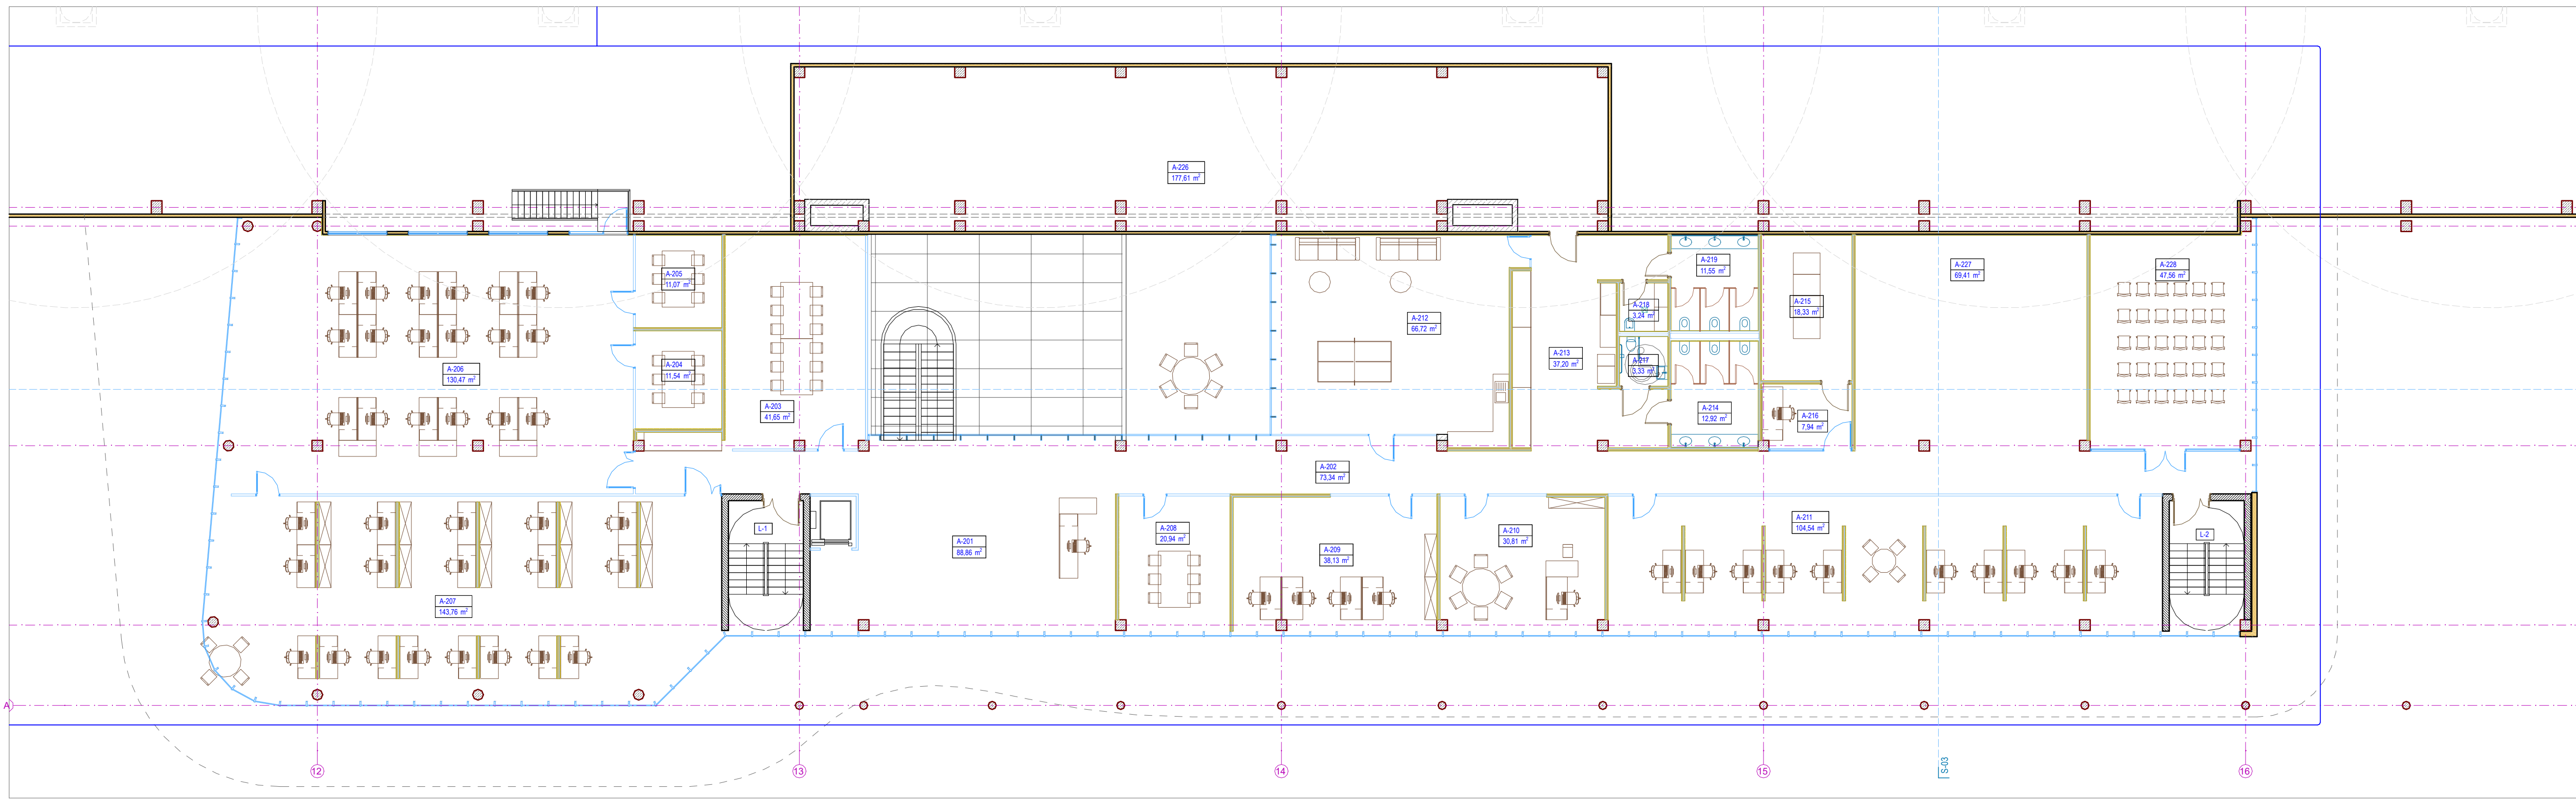 A-226
177,61 m²
A-205
11,07 m²
A-219
11,55 m²
A-227
69,41 m²
A-228
47,56 m²
A-218
3,24 m²
A-215
18,33 m²
A-212
66,72 m²
A-213
37,20 m²
A-217
3,33 m²
A-206
130,47 m²
A-204
11,54 m²
A-203
41,65 m²
A-214
12,92 m²
A-216
7,94 m²
A-202
73,34 m²
L-1
A-201
88,86 m²
A-208
20,94 m²
A-209
38,13 m²
A-210
30,81 m²
A-211
104,54 m²
L-2
A-207
143,76 m²
A
12
13
14
15
S-03
16